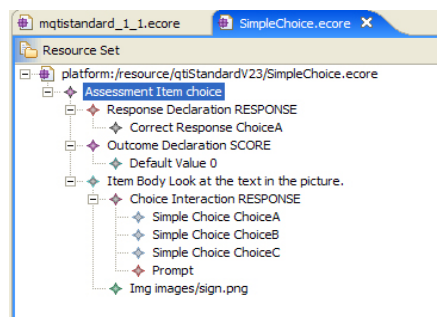 mqtistandard_1_1.ecore SimpleChoice.ecore
Resource Set
platform:/resource/qtiStandardV23/SimpleChoice.ecore
Assessment Item choice
Response Declaration RESPONSE
Correct Response ChoiceA
Outcome Declaration SCORE
Default Value 0
Item Body Look at the text in the picture.
Choice Interaction RESPONSE
Simple Choice ChoiceA
Simple Choice ChoiceB
Simple Choice ChoiceC
Prompt
Img images/sign.png